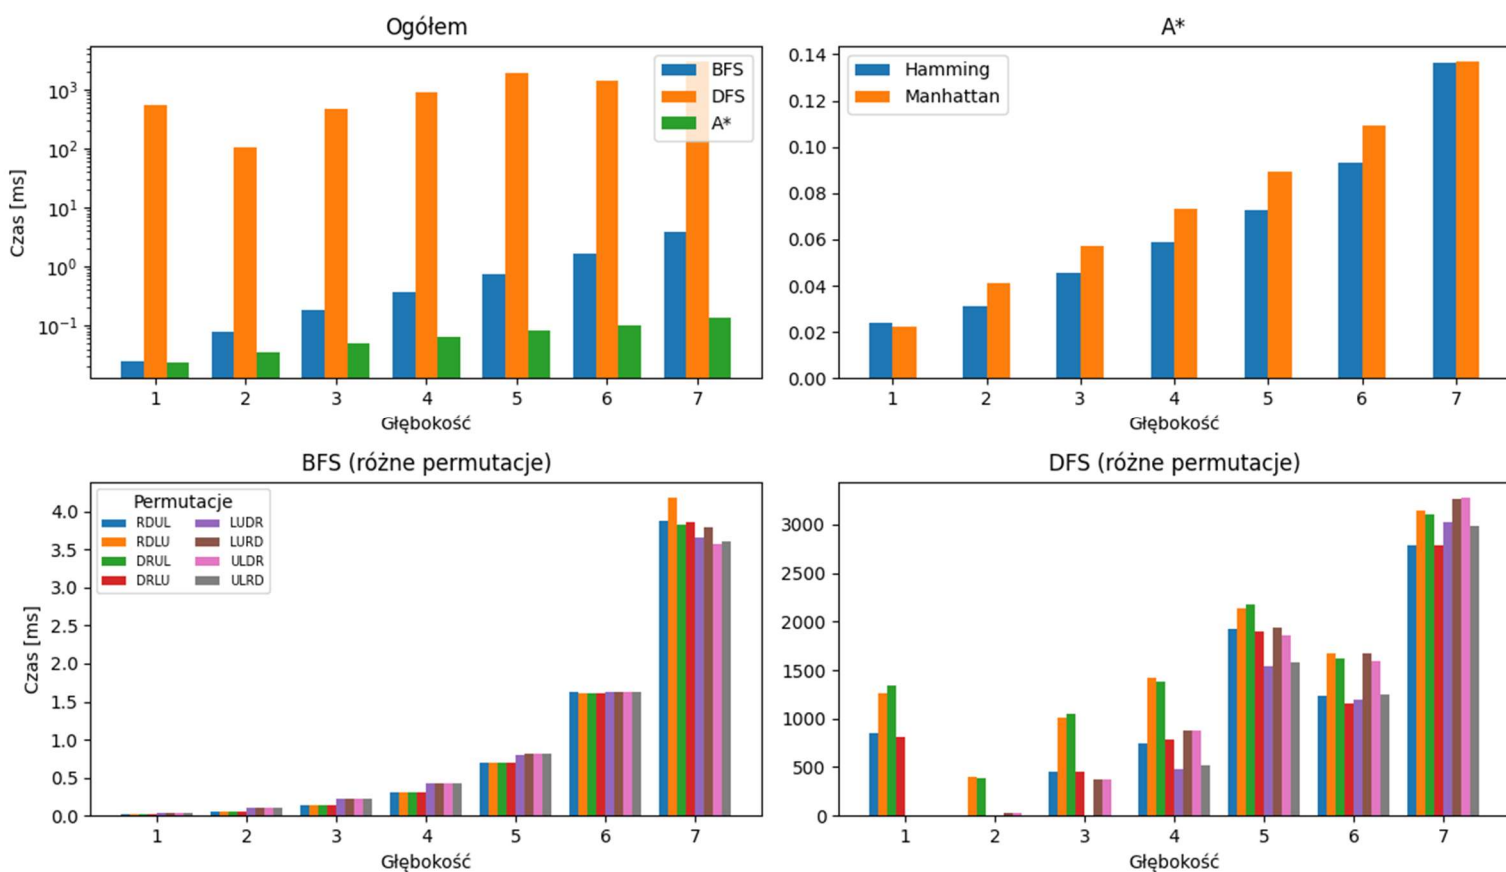 Ogółem
Czas [ms]
10³
10²
10¹
10⁰
10⁻¹
BFS
DFS
A*
1 2 3 4 5 6 7
Głębokość
A*
0.14
0.12
0.10
0.08
0.06
0.04
0.02
0.00
Hamming
Manhattan
1 2 3 4 5 6 7
Głębokość
BFS (różne permutacje)
Czas [ms]
4.0
3.5
3.0
2.5
2.0
1.5
1.0
0.5
0.0
Permutacje
RDUL LUDR
RDLU LURD
DRUL ULDR
DRLU ULRD
1 2 3 4 5 6 7
Głębokość
DFS (różne permutacje)
3000
2500
2000
1500
1000
500
0
1 2 3 4 5 6 7
Głębokość